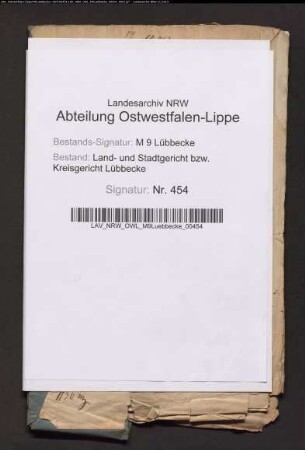 Landesarchiv NRW
Abteilung Ostwestfalen-Lippe
Bestands-Signatur: M 9 Lübbecke
Bestand: Land- und Stadtgericht bzw.
Kreisgericht Lübbecke
Signatur: Nr. 454
LAV_NRW_OWL_M9Luebbecke_00454